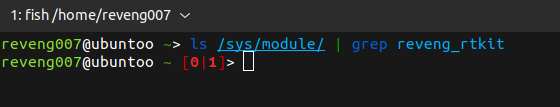 1: fish /home/reveng007
reveng007@ubuntoo ~> ls /sys/module/ | grep reveng_rtkit
reveng007@ubuntoo ~ [0|1]>